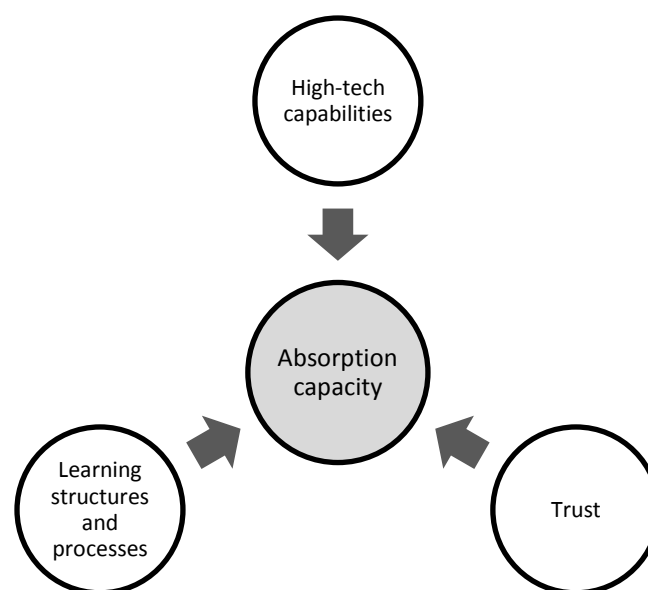 High-tech
capabilities
Absorption
capacity
Learning
structures
and
processes
Trust